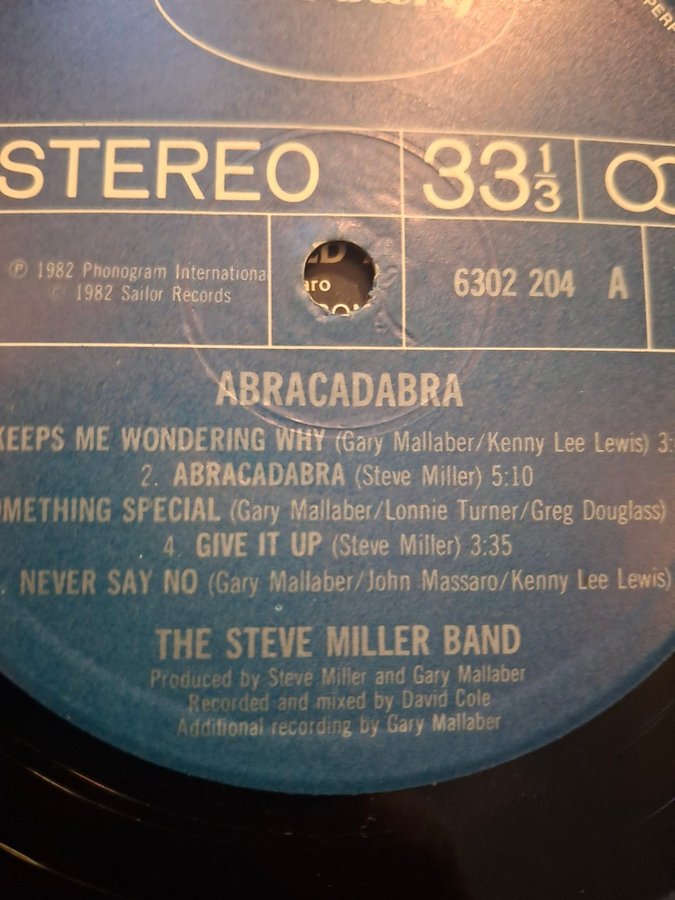 STEREO
33 1/3
℗ 1982 Phonogram Internationa
© 1982 Sailor Records
6302 204 A
ABRACADABRA
KEEPS ME WONDERING WHY (Gary Mallaber/Kenny Lee Lewis) 3:
2. ABRACADABRA (Steve Miller) 5:10
OMETHING SPECIAL (Gary Mallaber/Lonnie Turner/Greg Douglass)
4. GIVE IT UP (Steve Miller) 3:35
. NEVER SAY NO (Gary Mallaber/John Massaro/Kenny Lee Lewis)
THE STEVE MILLER BAND
Produced by Steve Miller and Gary Mallaber
Recorded and mixed by David Cole
Additional recording by Gary Mallaber